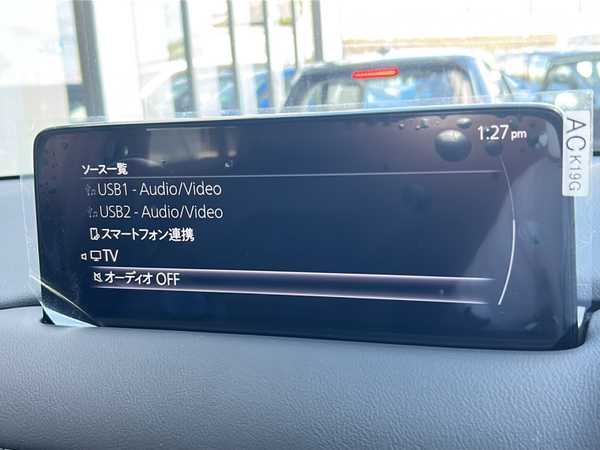 1:27 pm
ソース一覧
USB1 - Audio/Video
USB2 - Audio/Video
スマートフォン連携
TV
オーディオ OFF
AC K19G